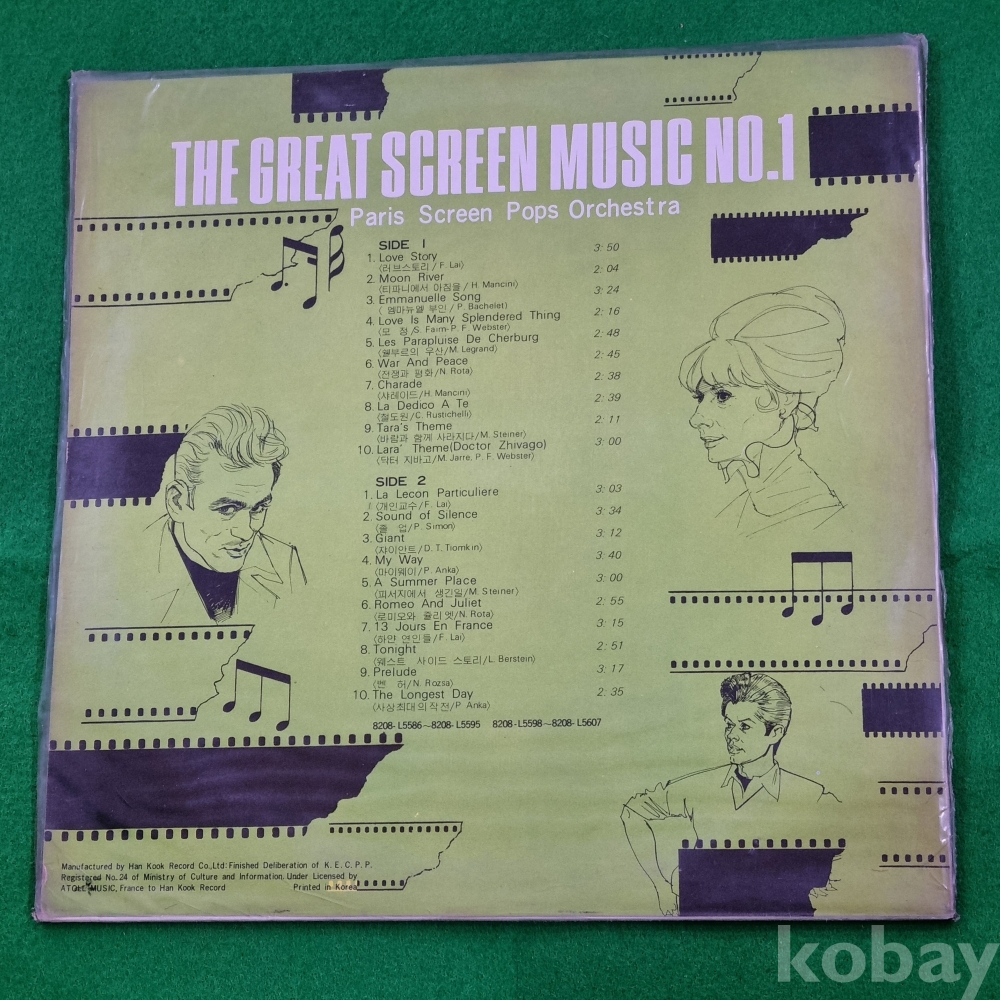 THE GREAT SCREEN MUSIC NO.1
Paris Screen Pops Orchestra
SIDE 1
1. Love Story 3: 50
(러브스토리/F. Lai)
2. Moon River 2: 04
(티파니에서 아침을/H. Mancini)
3. Emmanuelle Song 3: 24
(엠마뉴엘 부인/P. Bachelet)
4. Love Is Many Splendered Thing 2: 16
(모 정/S. Faim-P. F. Webster)
5. Les Parapluise De Cherburg 2: 48
(쉘부르의 우산/M. Legrand)
6. War And Peace 2: 45
(전쟁과 평화/N. Rota)
7. Charade 2: 38
(샤레이드/H. Mancini)
8. La Dedico A Te 2: 39
(철도원/C. Rustichelli)
9. Tara's Theme 2: 11
(바람과 함께 사라지다/M. Steiner)
10. Lara' Theme(Doctor Zhivago) 3: 00
(닥터 지바고/M. Jarre, P. F. Webster)
SIDE 2
1. La Lecon Particuliere 3: 03
(개인교수/F. Lai)
2. Sound of Silence 3: 34
(졸 업/P. Simon)
3. Giant 3: 12
(쟈이안트/D. T. Tiomkin)
4. My Way 3: 40
(마이웨이/P. Anka)
5. A Summer Place 3: 00
(피서지에서 생긴일/M. Steiner)
6. Romeo And Juliet 2: 55
(로미오와 쥴리엣/N. Rota)
7. 13 Jours En France 3: 15
(하얀 연인들/F. Lai)
8. Tonight 2: 51
(웨스트 사이드 스토리/L. Berstein)
9. Prelude 3: 17
(벤 허/N. Rozsa)
10. The Longest Day 2: 35
(사상최대의작전/P. Anka)
8208-L5586~8208-L5595 8208-L5598~8208-L5607
Manufactured by Han Kook Record Co., Ltd: Finished Deliberation of K. E. C. P. P.
Registered No. 24 of Ministry of Culture and Information. Under Licensed by
ATOLL MUSIC, France to Han Kook Record Printed in Korea
kobay